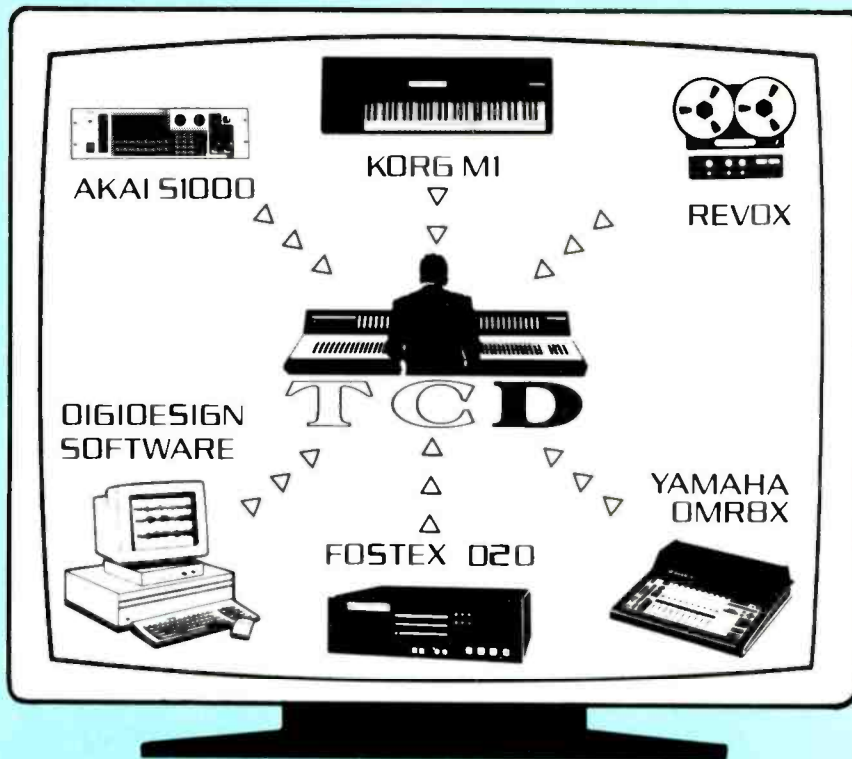 KORG M1
AKAI S1000
REVOX
TCD
DIGIDESIGN
SOFTWARE
YAMAHA
DMR8X
FOSTEX D20